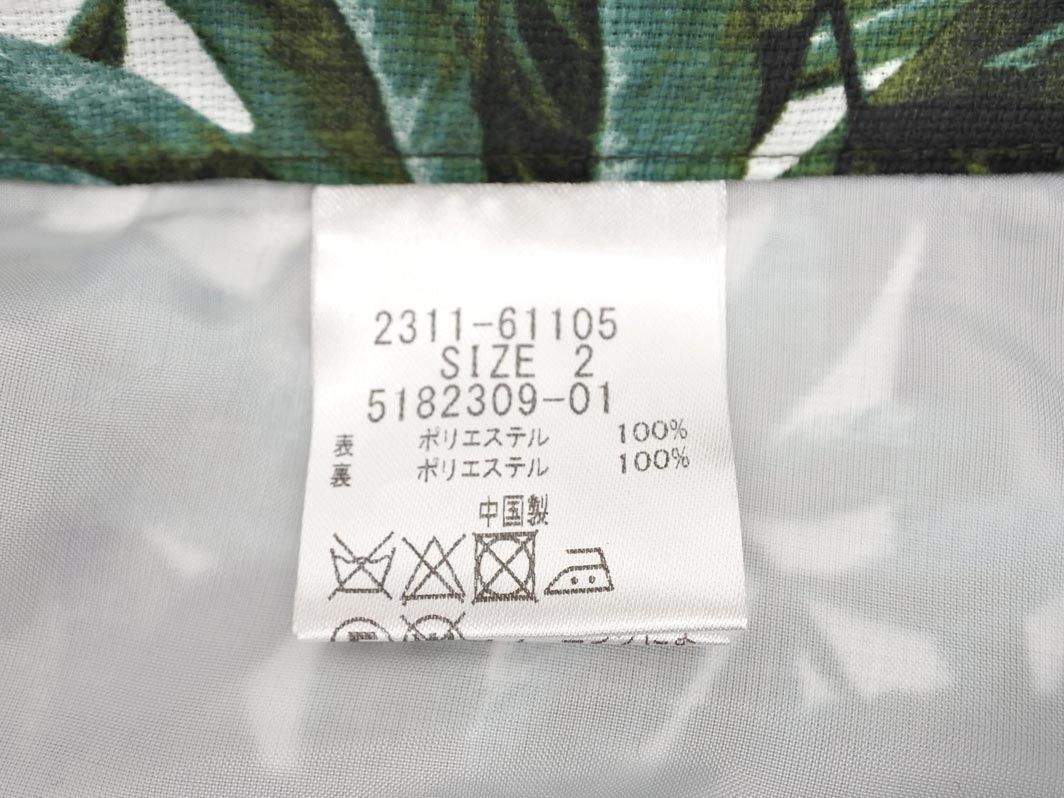 2311-61105
SIZE 2
5182309-01
表 ポリエステル 100%
裏 ポリエステル 100%
中国製